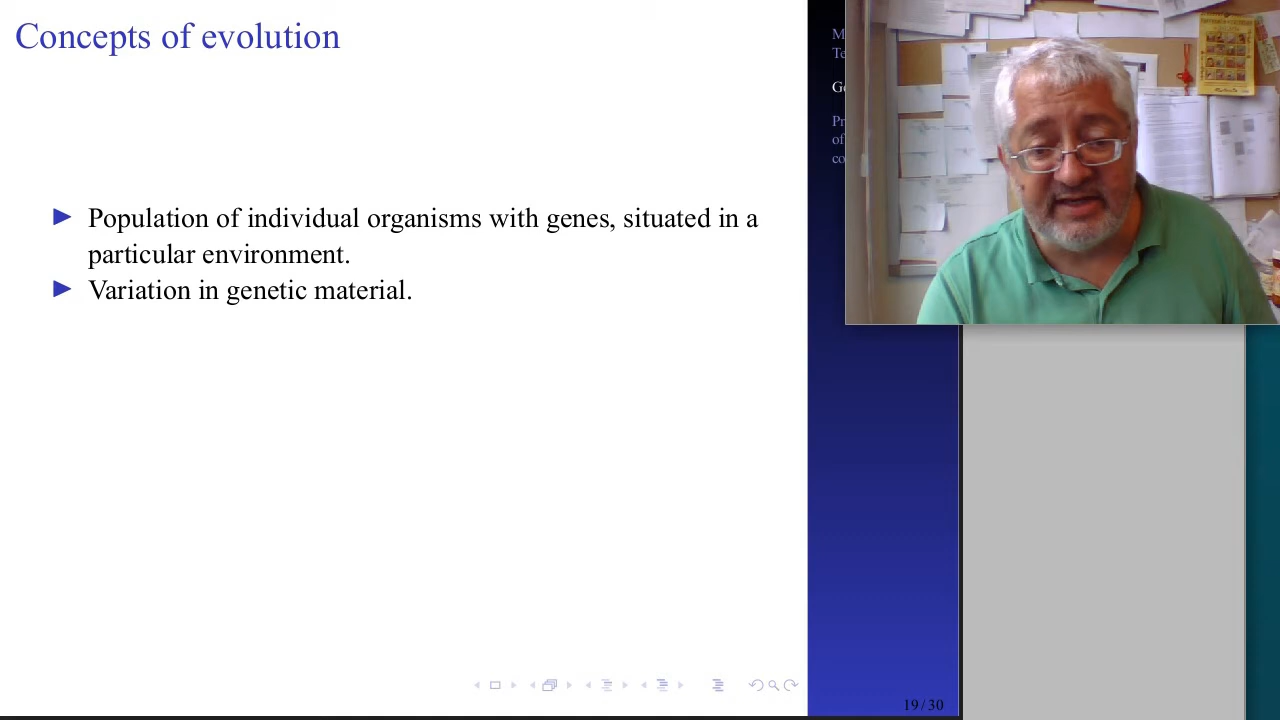 Concepts of evolution
Population of individual organisms with genes, situated in a
particular environment.
Variation in genetic material.
19/30